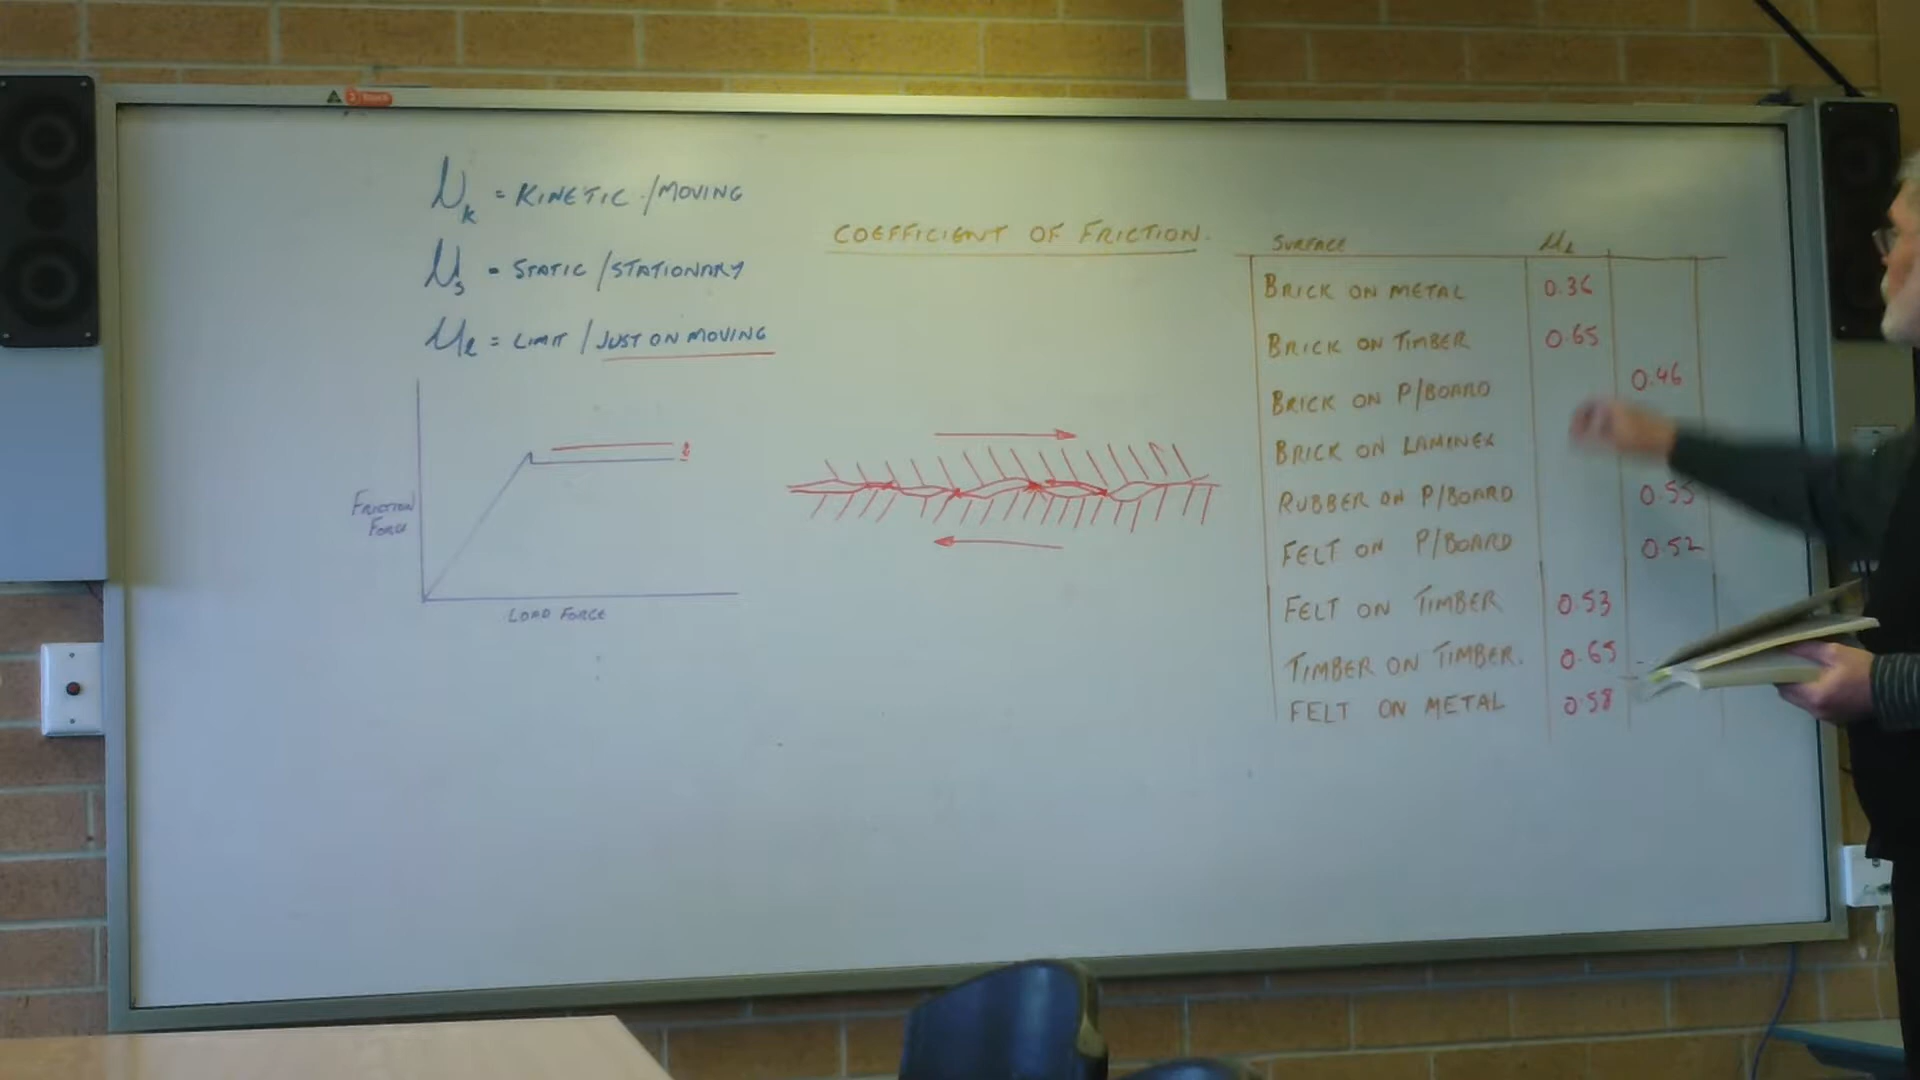 μk = KINETIC / MOVING
μs = STATIC / STATIONARY
μl = LIMIT / JUST ON MOVING
FRICTION
FORCE
LOAD FORCE
COEFFICIENT OF FRICTION.
SURFACE μL
BRICK ON METAL 0.36
BRICK ON TIMBER 0.65
BRICK ON P/BOARD 0.46
BRICK ON LAMINEX
RUBBER ON P/BOARD 0.55
FELT ON P/BOARD 0.52
FELT ON TIMBER 0.53
TIMBER ON TIMBER. 0.65
FELT ON METAL 0.58